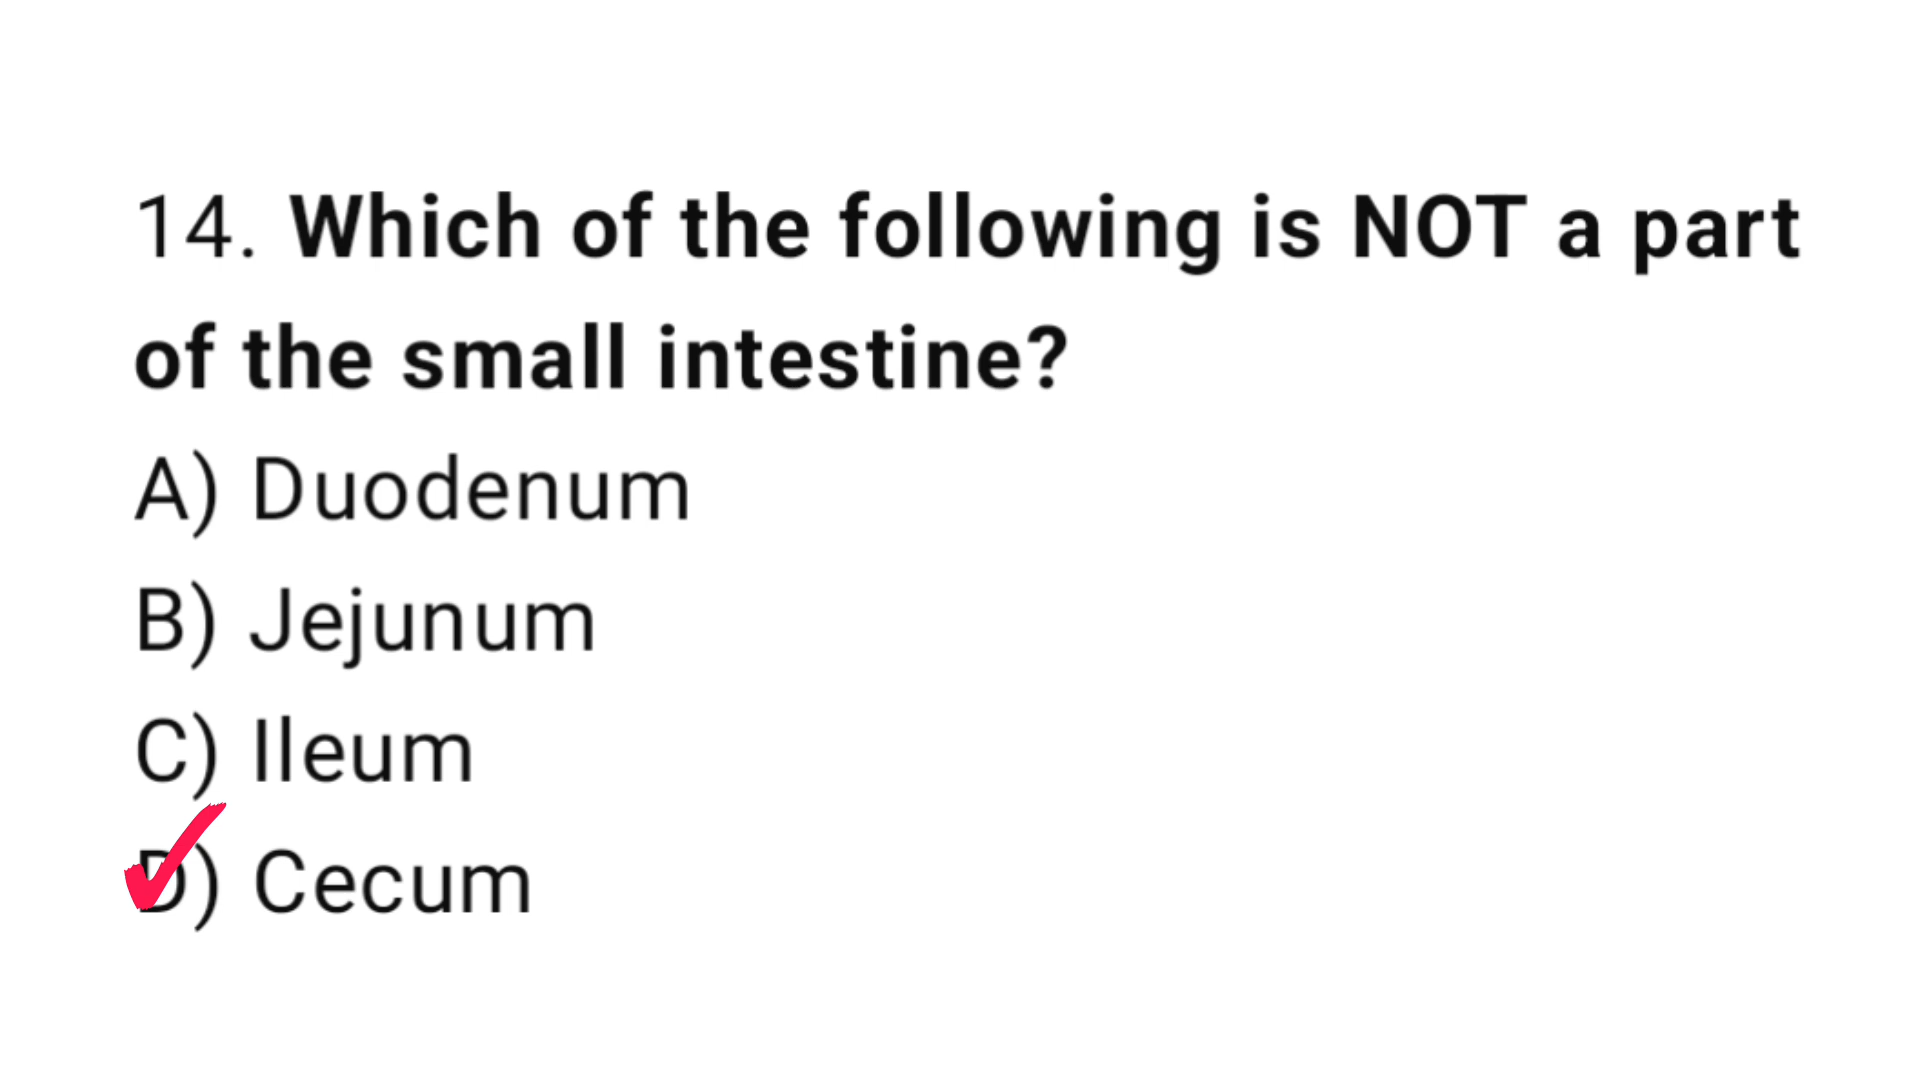 14. Which of the following is NOT a part
of the small intestine?
A) Duodenum
B) Jejunum
C) Ileum
D) Cecum